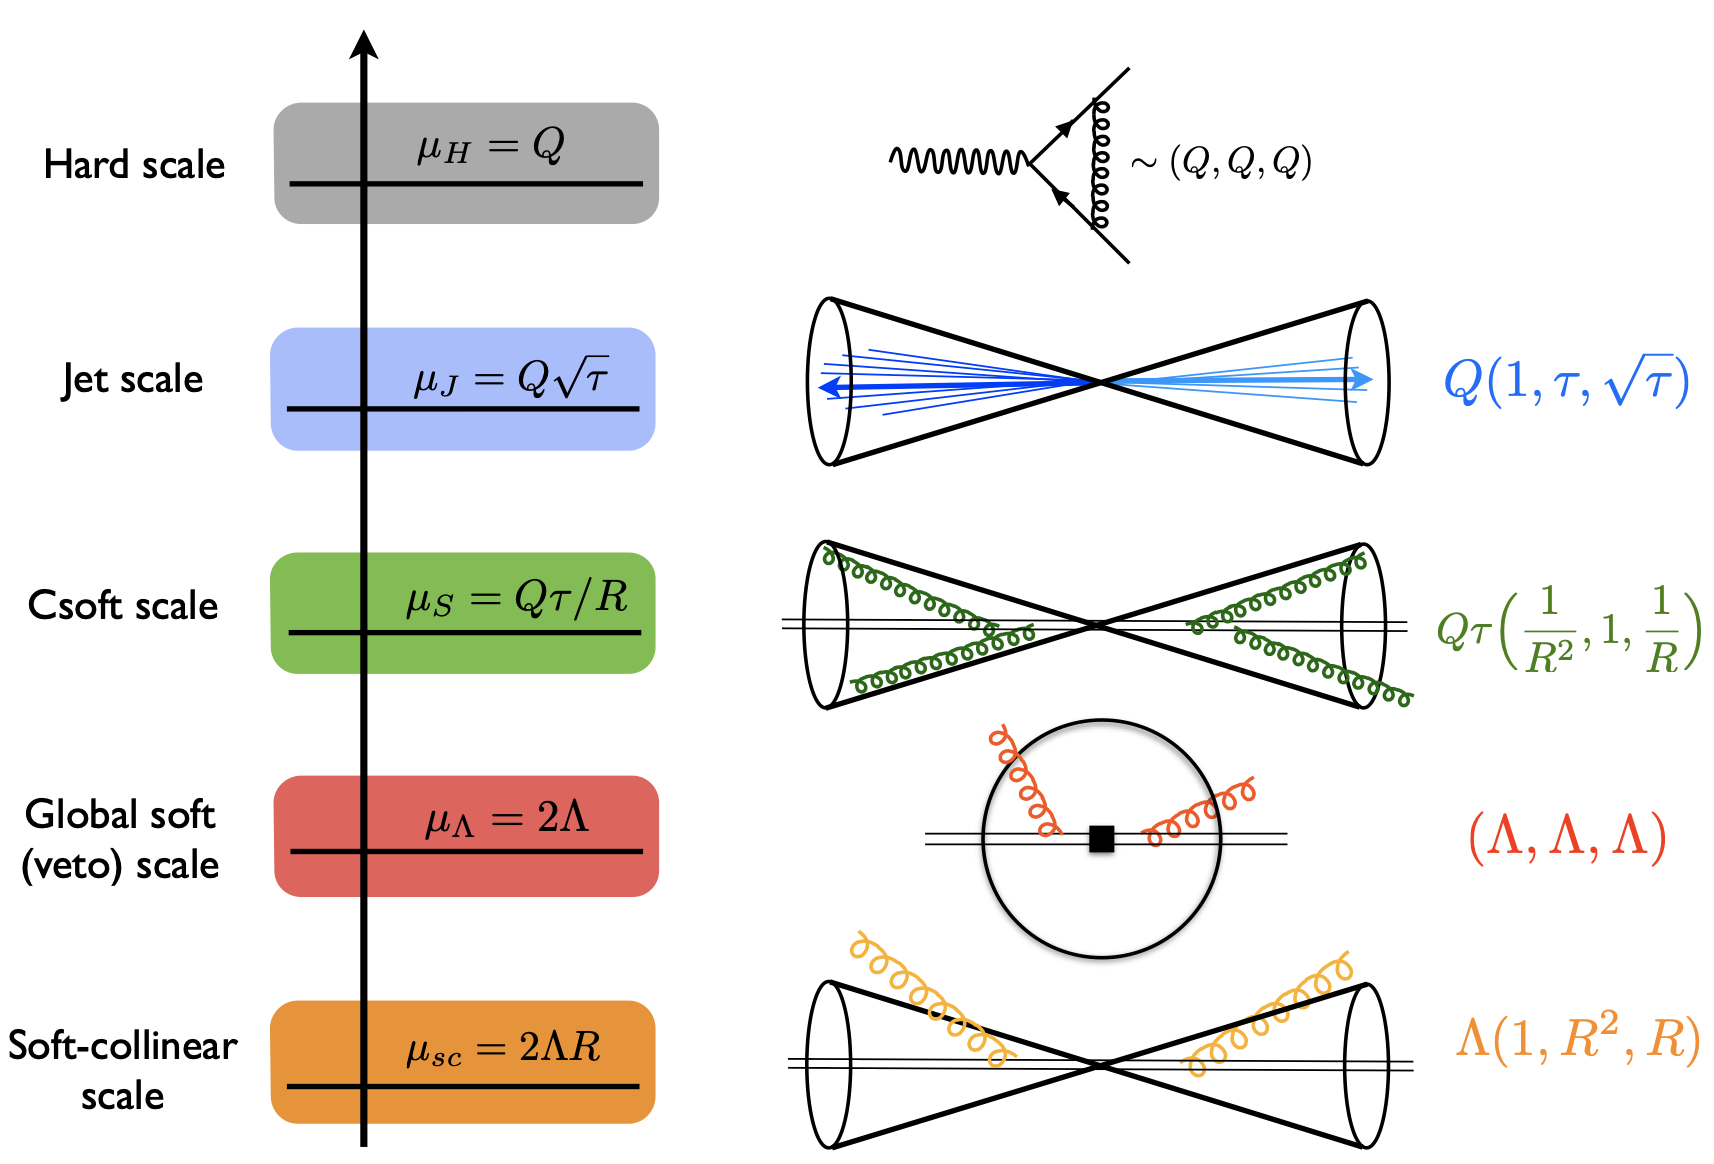 Hard scale
μ_H = Q
∼ (Q, Q, Q)
Jet scale
μ_J = Q√τ
Q(1, τ, √τ)
Csoft scale
μ_S = Qτ/R
Qτ(1/R², 1, 1/R)
Global soft
(veto) scale
μ_Λ = 2Λ
(Λ, Λ, Λ)
Soft-collinear
scale
μ_sc = 2ΛR
Λ(1, R², R)